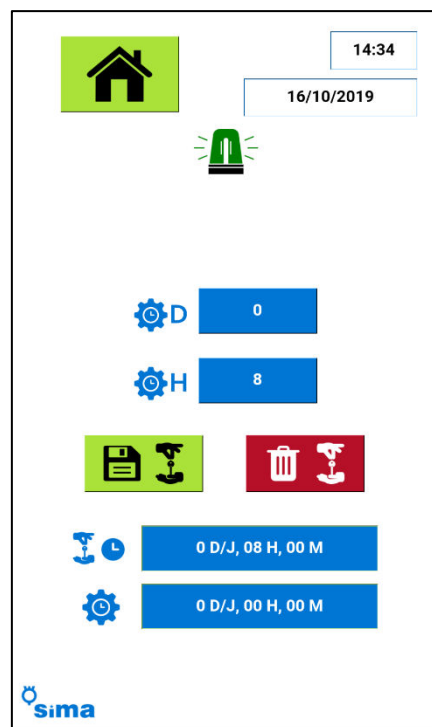 14:34
16/10/2019
D 0
H 8
0 D/J, 08 H, 00 M
0 D/J, 00 H, 00 M
sima